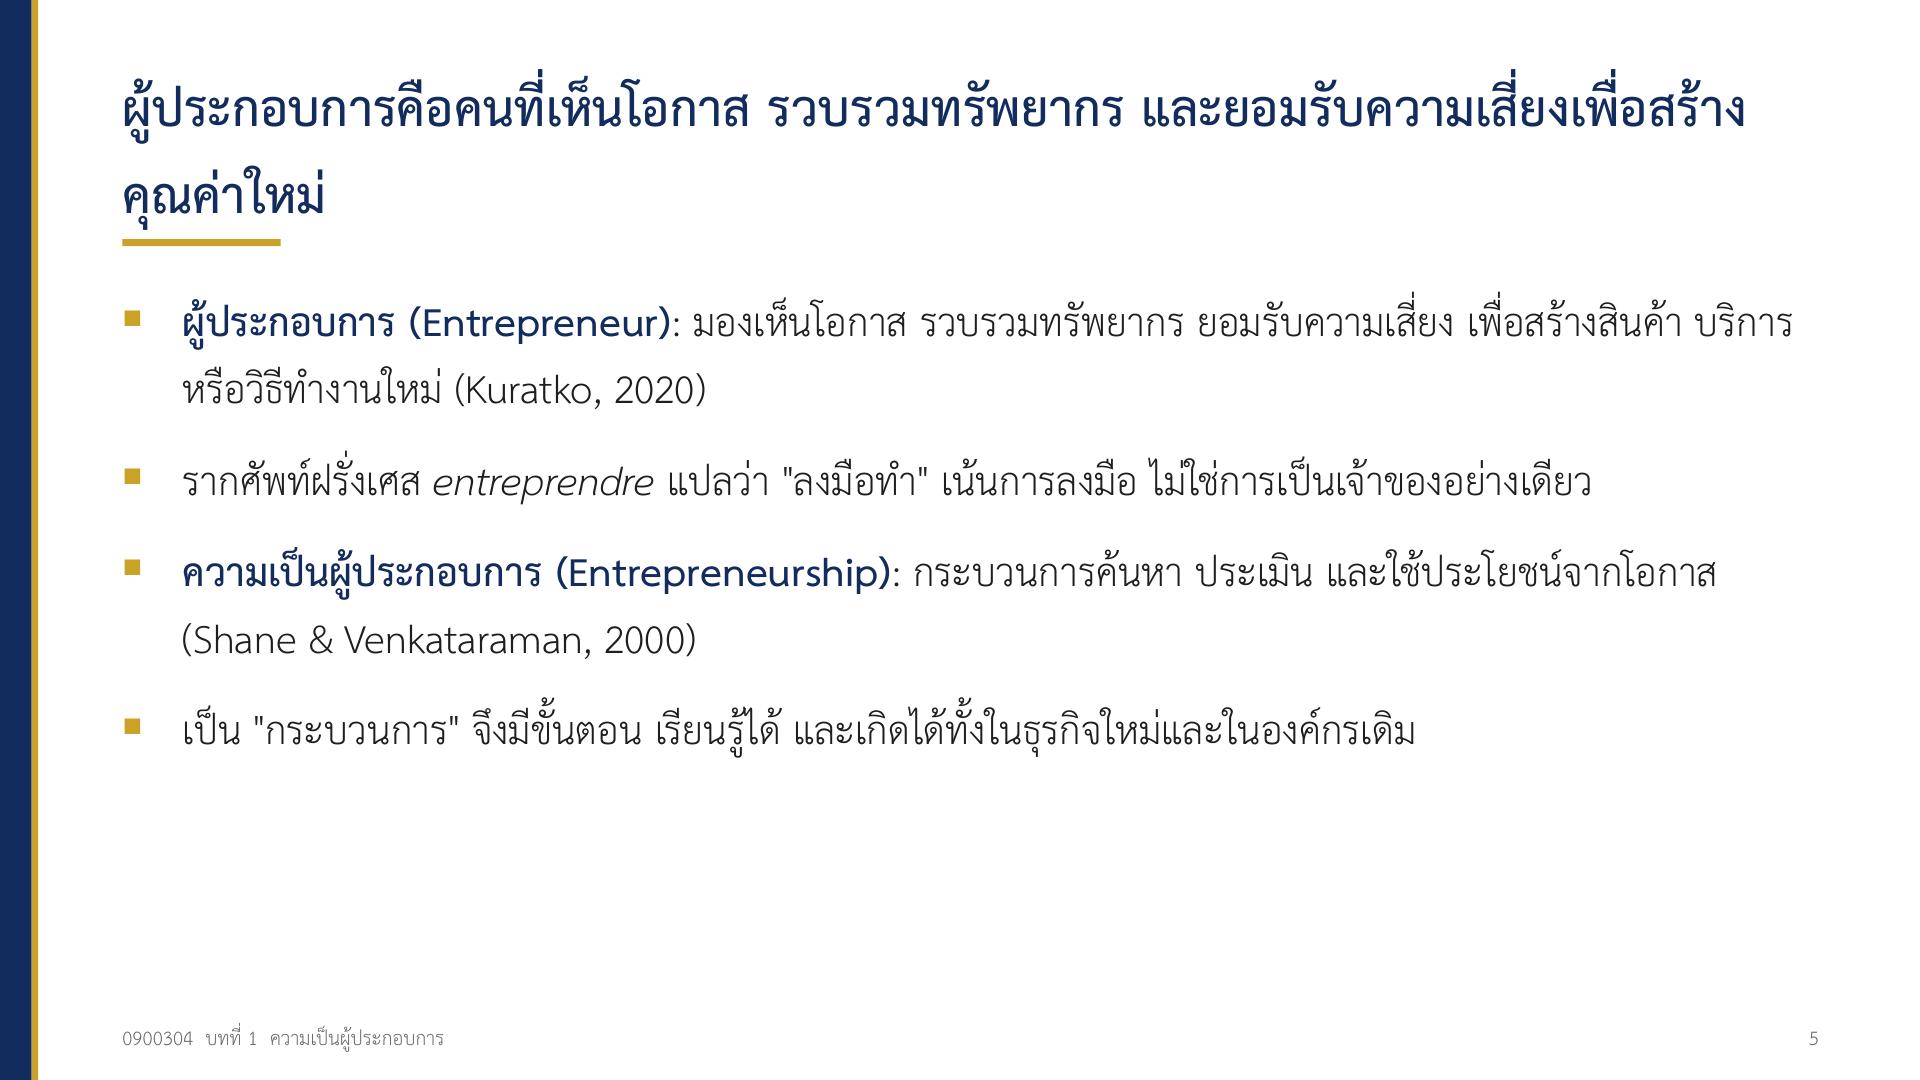 ผู้ประกอบการคือคนที่เห็นโอกาส รวบรวมทรัพยากร และยอมรับความเสี่ยงเพื่อสร้าง
คุณค่าใหม่
ผู้ประกอบการ (Entrepreneur): มองเห็นโอกาส รวบรวมทรัพยากร ยอมรับความเสี่ยง เพื่อสร้างสินค้า บริการ
หรือวิธีทำงานใหม่ (Kuratko, 2020)
รากศัพท์ฝรั่งเศส entreprendre แปลว่า "ลงมือทำ" เน้นการลงมือ ไม่ใช่การเป็นเจ้าของอย่างเดียว
ความเป็นผู้ประกอบการ (Entrepreneurship): กระบวนการค้นหา ประเมิน และใช้ประโยชน์จากโอกาส
(Shane & Venkataraman, 2000)
เป็น "กระบวนการ" จึงมีขั้นตอน เรียนรู้ได้ และเกิดได้ทั้งในธุรกิจใหม่และในองค์กรเดิม
0900304 บทที่ 1 ความเป็นผู้ประกอบการ
5